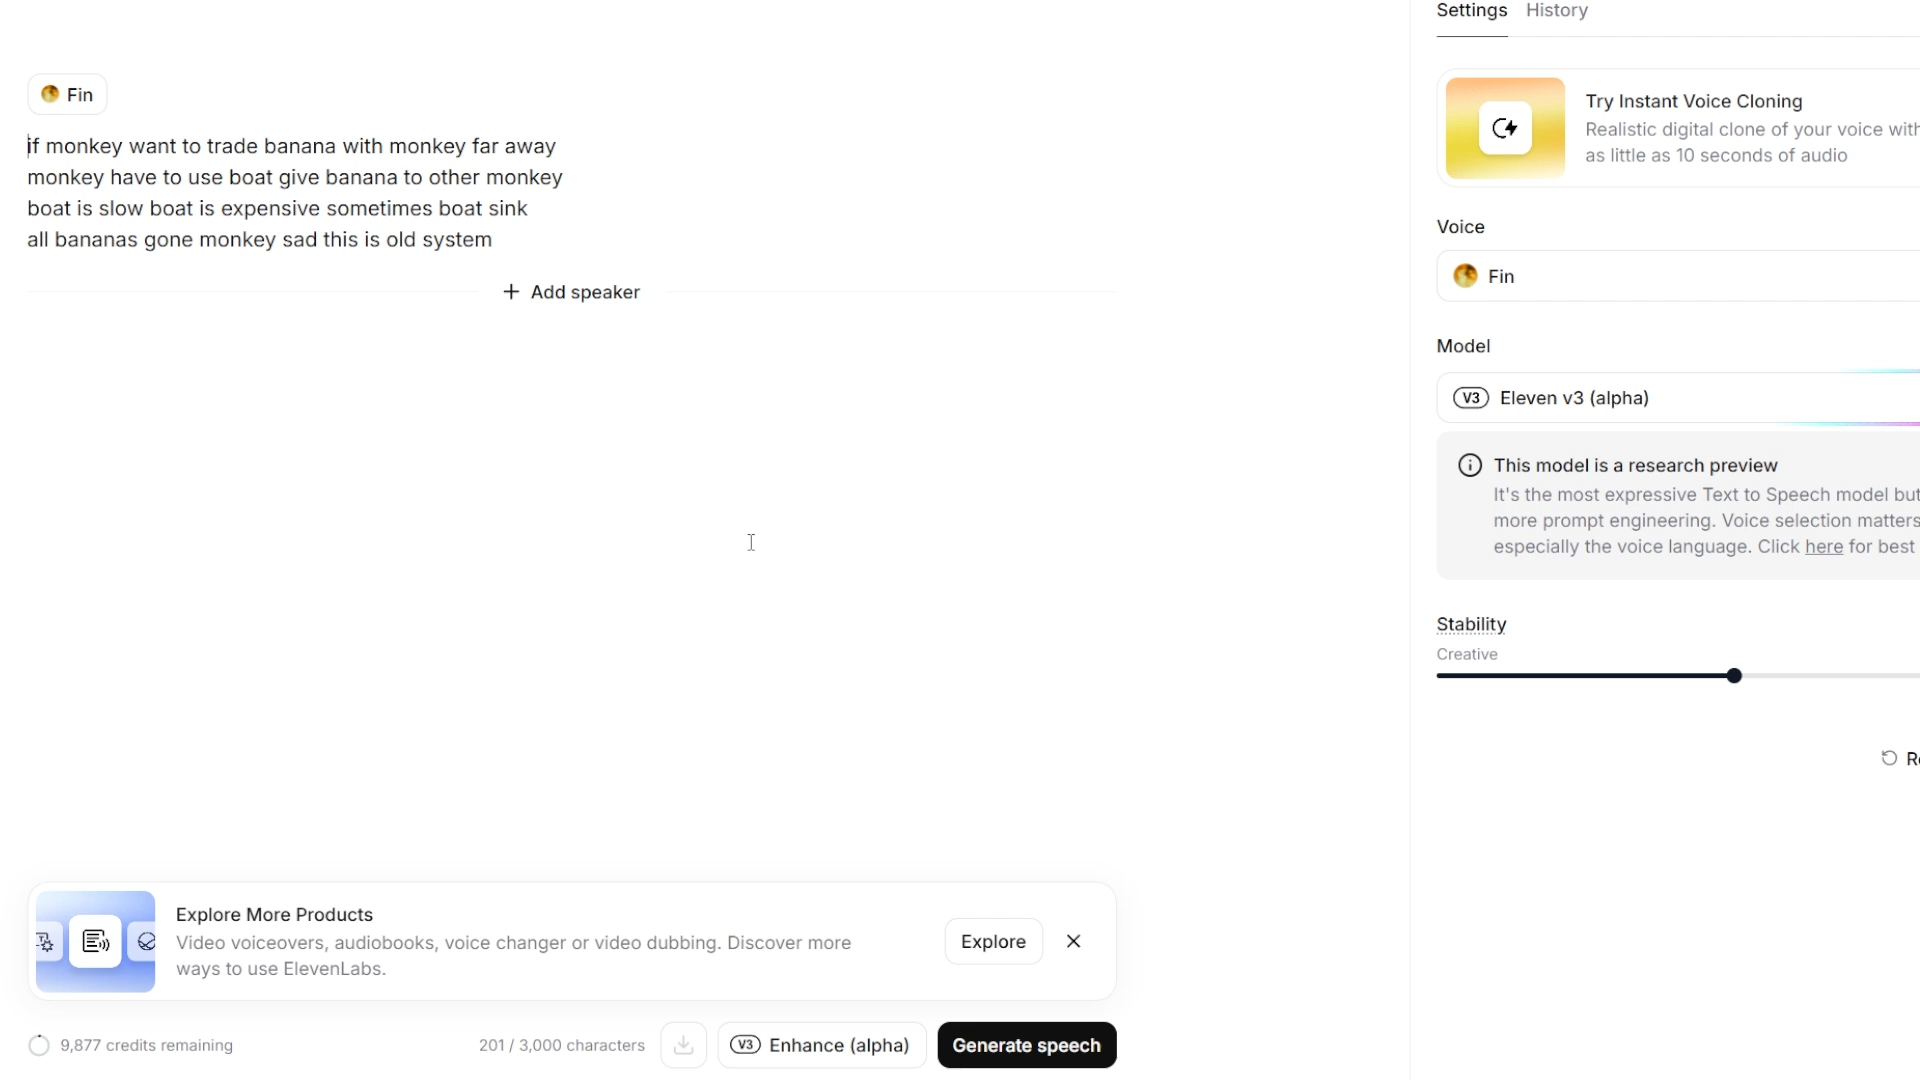 Settings History
Fin
if monkey want to trade banana with monkey far away
monkey have to use boat give banana to other monkey
boat is slow boat is expensive sometimes boat sink
all bananas gone monkey sad this is old system
+ Add speaker
Try Instant Voice Cloning
Realistic digital clone of your voice with
as little as 10 seconds of audio
Voice
Fin
Model
V3 Eleven v3 (alpha)
This model is a research preview
It's the most expressive Text to Speech model but
more prompt engineering. Voice selection matters
especially the voice language. Click here for best
Stability
Creative
Explore More Products
Video voiceovers, audiobooks, voice changer or video dubbing. Discover more
ways to use ElevenLabs.
Explore
9,877 credits remaining
201 / 3,000 characters
V3 Enhance (alpha)
Generate speech